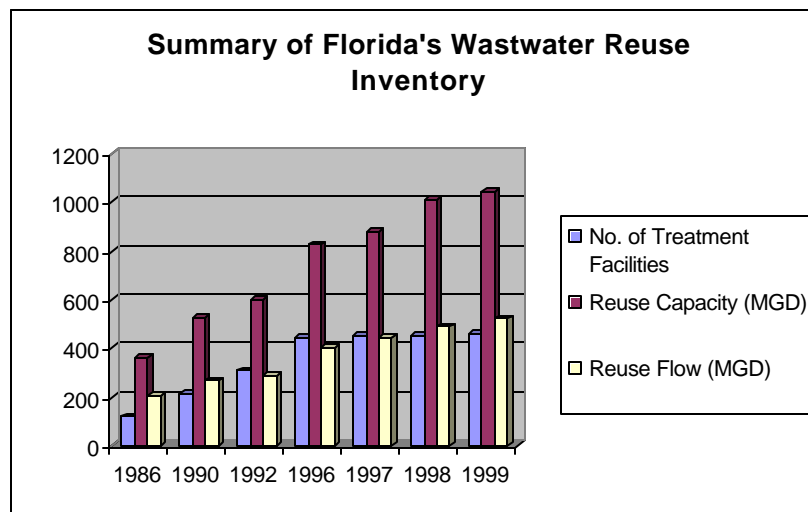 Summary of Florida's Wastwater Reuse
Inventory
1200
1000
800
600
400
200
0
1986 1990 1992 1996 1997 1998 1999
No. of Treatment
Facilities
Reuse Capacity (MGD)
Reuse Flow (MGD)